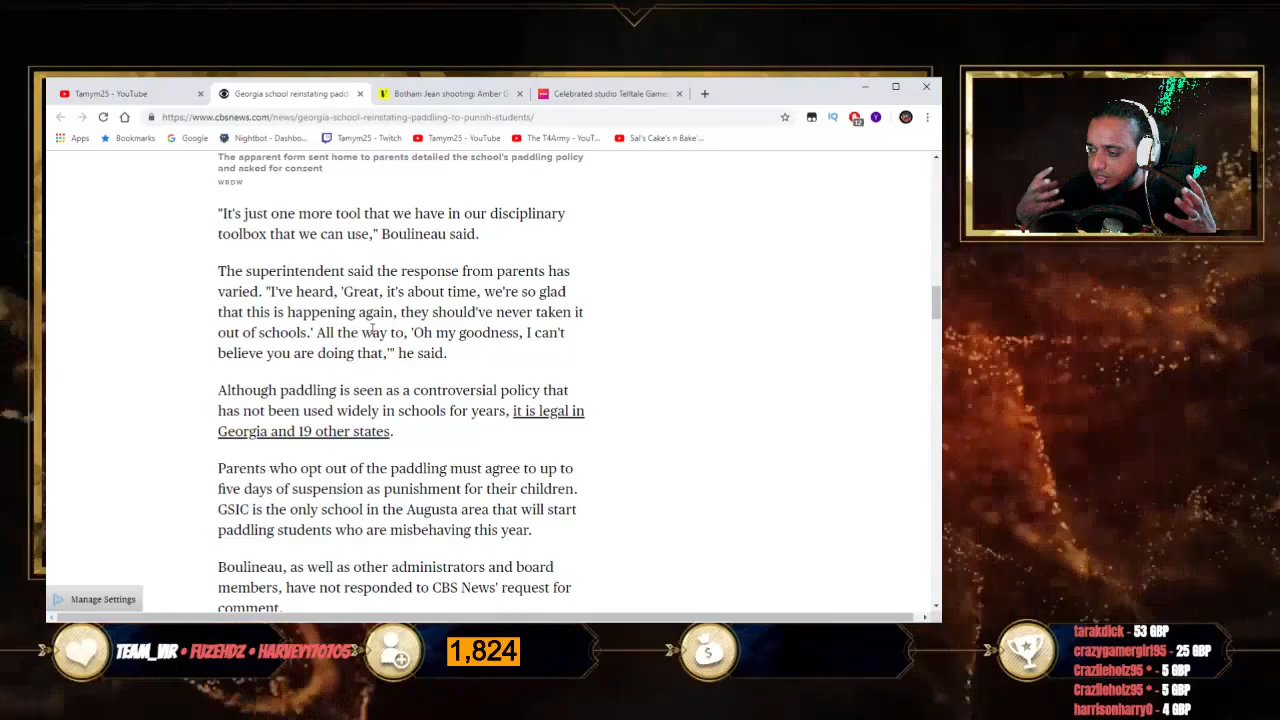 Tamym25 - YouTube
Georgia school reinstating padd
Botham Jean shooting: Amber G
Celebrated studio Telltale Games
https://www.cbsnews.com/news/georgia-school-reinstating-paddling-to-punish-students/
12
Apps
Bookmarks
Google
Nightbot - Dashbo...
Tamym25 - Twitch
Tamym25 - YouTube
The T4Army - YouT...
Sal's Cake's n Bake'...
The apparent form sent home to parents detailed the school's paddling policy
and asked for consent
WRDW
"It's just one more tool that we have in our disciplinary
toolbox that we can use," Boulineau said.
The superintendent said the response from parents has
varied. "I've heard, 'Great, it's about time, we're so glad
that this is happening again, they should've never taken it
out of schools.' All the way to, 'Oh my goodness, I can't
believe you are doing that,'" he said.
Although paddling is seen as a controversial policy that
has not been used widely in schools for years, it is legal in
Georgia and 19 other states.
Parents who opt out of the paddling must agree to up to
five days of suspension as punishment for their children.
GSIC is the only school in the Augusta area that will start
paddling students who are misbehaving this year.
Boulineau, as well as other administrators and board
members, have not responded to CBS News' request for
comment.
Manage Settings
TEAM_VIR • FUZEHDZ • HARVEY170705
1,824
tarakdick - 53 GBP
crazygamergirl95 - 25 GBP
Crazlieholz95 * - 5 GBP
Crazlieholz95 * - 5 GBP
harrisonharry0 - 4 GBP